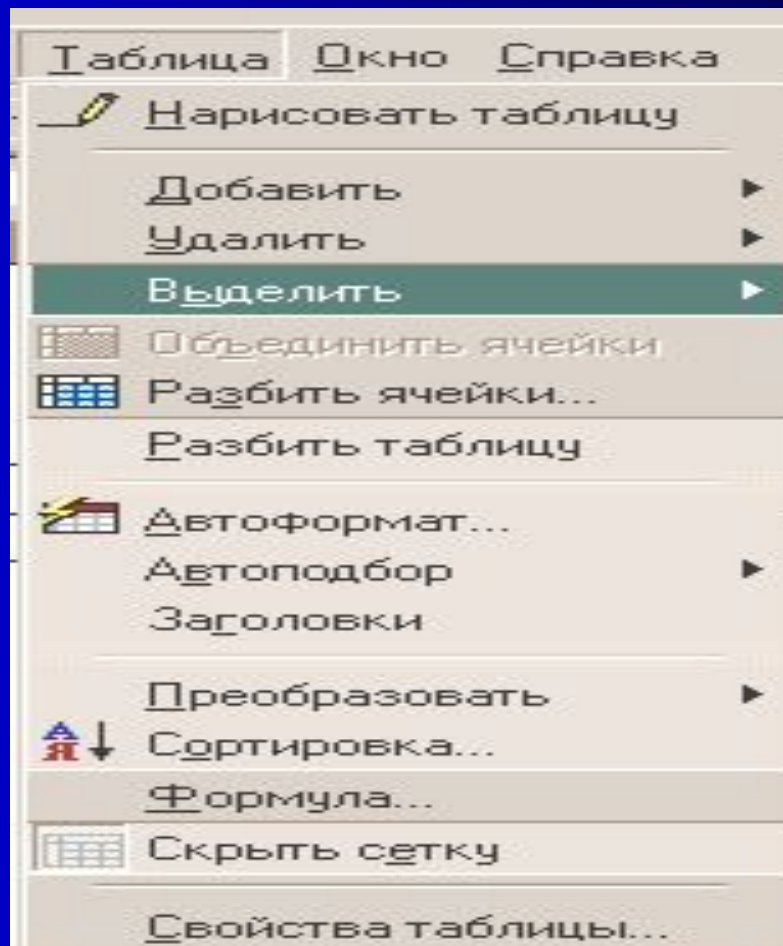 Таблица Окно Справка
Нарисовать таблицу
Добавить
Удалить
Выделить
Объединить ячейки
Разбить ячейки...
Разбить таблицу
Автоформат...
Автоподбор
Заголовки
Преобразовать
Сортировка...
Формула...
Скрыть сетку
Свойства таблицы...